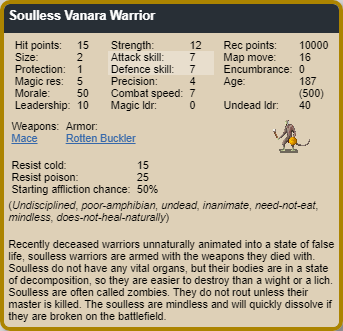 Soulless Vanara Warrior
Hit points: 15 Strength: 12 Rec points: 10000
Size: 2 Attack skill: 7 Map move: 16
Protection: 1 Defence skill: 7 Encumbrance: 0
Magic res: 5 Precision: 4 Age: 187
Morale: 50 Combat speed: 7 (500)
Leadership: 10 Magic ldr: 0 Undead ldr: 40
Weapons: Armor:
Mace Rotten Buckler
Resist cold: 15
Resist poison: 25
Starting affliction chance: 50%
(Undisciplined, poor-amphibian, undead, inanimate, need-not-eat,
mindless, does-not-heal-naturally)
Recently deceased warriors unnaturally animated into a state of false
life, soulless warriors are armed with the weapons they died with.
Soulless do not have any vital organs, but their bodies are in a state
of decomposition, so they are easier to destroy than a wight or a lich.
Soulless are often called zombies. They do not rout unless their
master is killed. The soulless are mindless and will quickly dissolve if
they are broken on the battlefield.